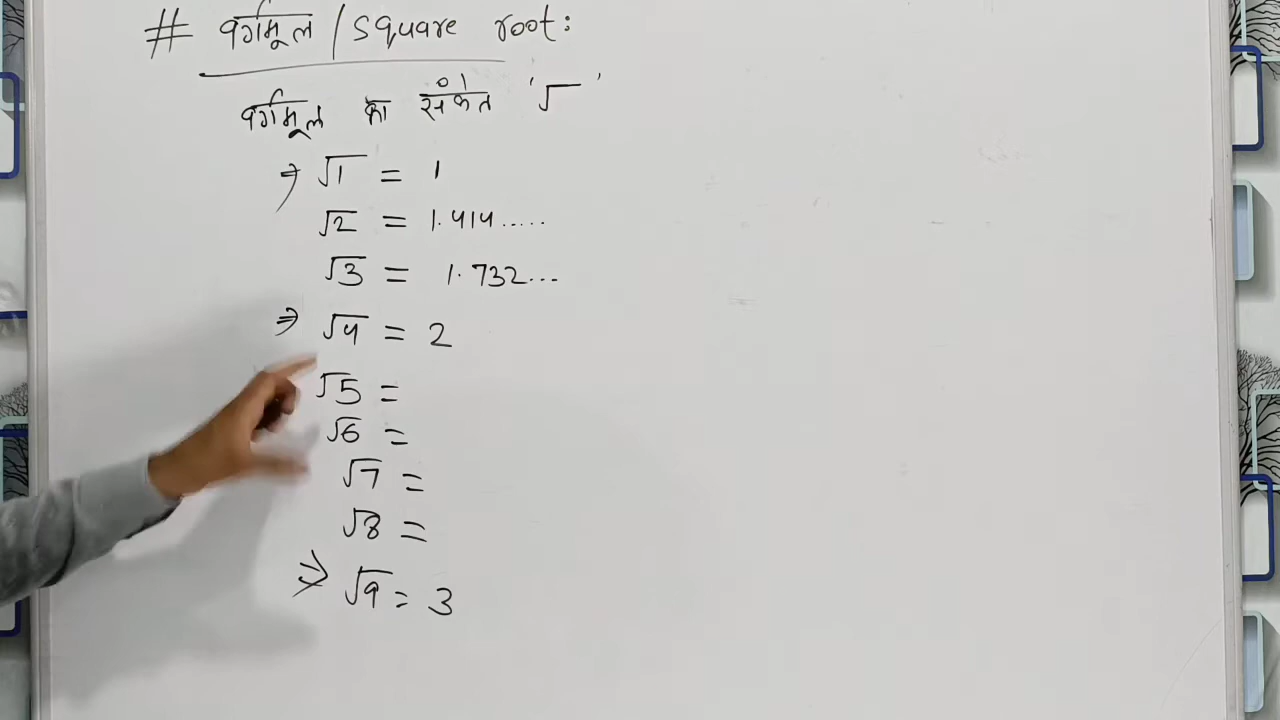 # वर्गमूल / square root:
वर्गमूल का संकेत '√ '
⇒ √1 = 1
√2 = 1.414.....
√3 = 1.732...
⇒ √4 = 2
√5 =
√6 =
√7 =
√8 =
⇒ √9 = 3